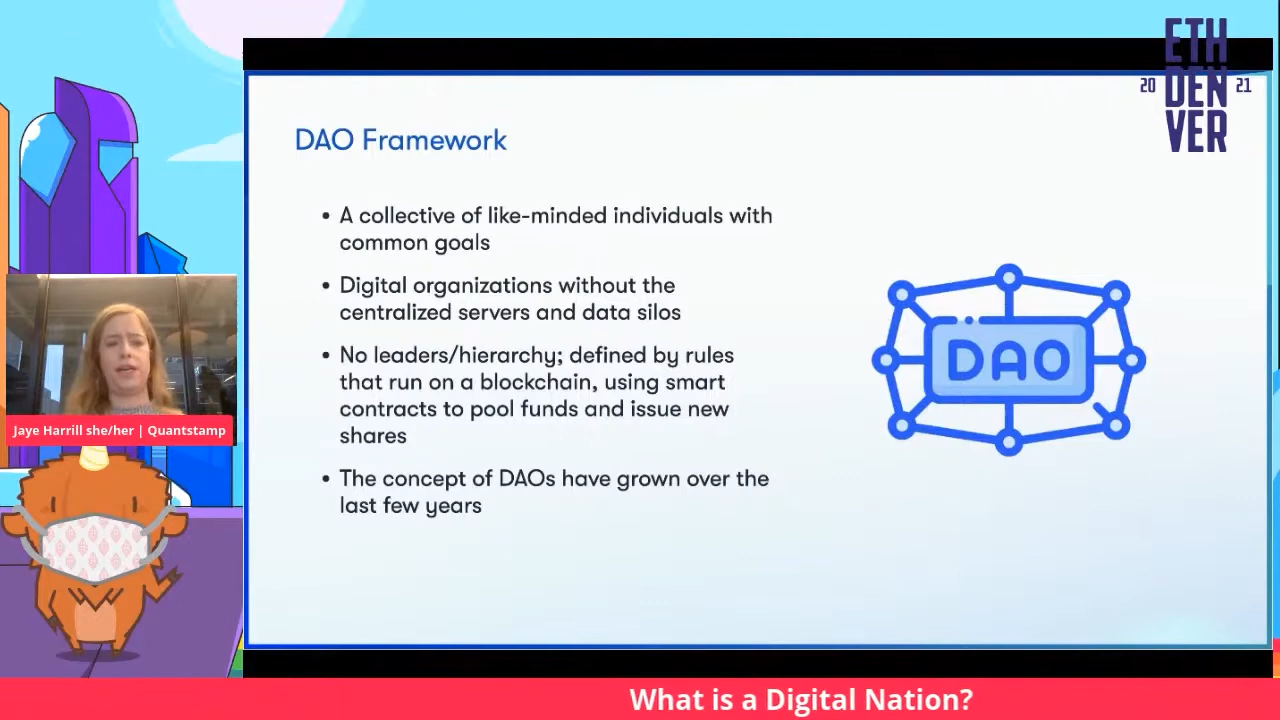 ETH
20 DEN 21
VER
DAO Framework
• A collective of like-minded individuals with
common goals
• Digital organizations without the
centralized servers and data silos
• No leaders/hierarchy; defined by rules
that run on a blockchain, using smart
contracts to pool funds and issue new
shares
• The concept of DAOs have grown over the
last few years
DAO
Jaye Harrill she/her | Quantstamp
What is a Digital Nation?